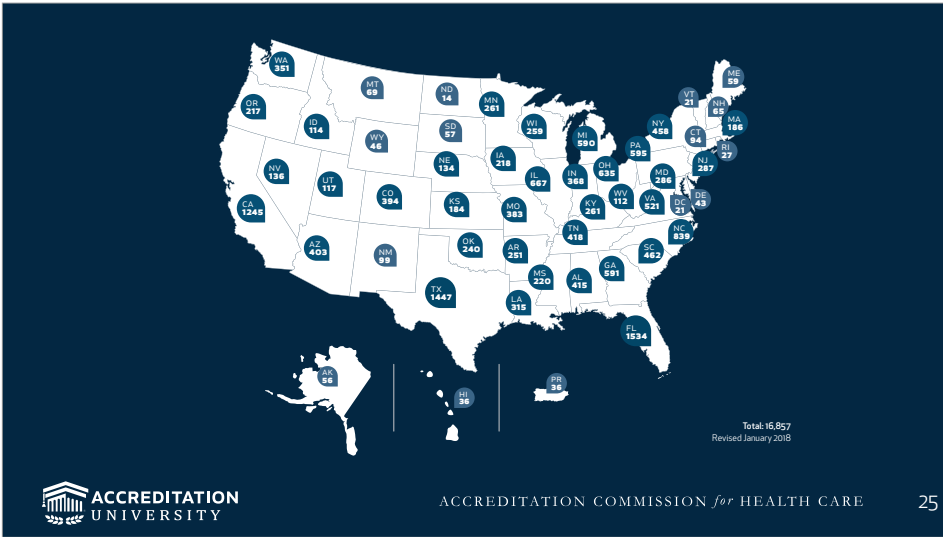 WA
351
OR
217
MT
69
ID
114
WY
46
ND
14
SD
57
MN
261
WI
259
MI
590
NY
458
VT
21
ME
59
NH
65
MA
186
CT
94
RI
27
PA
595
NJ
287
NV
136
UT
117
CO
394
NE
134
IA
218
IL
667
IN
368
OH
635
MD
286
DE
43
DC
21
CA
1245
KS
184
MO
383
KY
261
WV
112
VA
521
NC
839
AZ
403
NM
99
OK
240
AR
251
TN
418
SC
462
TX
1447
LA
315
MS
220
AL
415
GA
591
FL
1534
AK
56
HI
36
PR
36
Total: 16,857
Revised January 2018
ACCREDITATION
UNIVERSITY
ACCREDITATION COMMISSION for HEALTH CARE
25